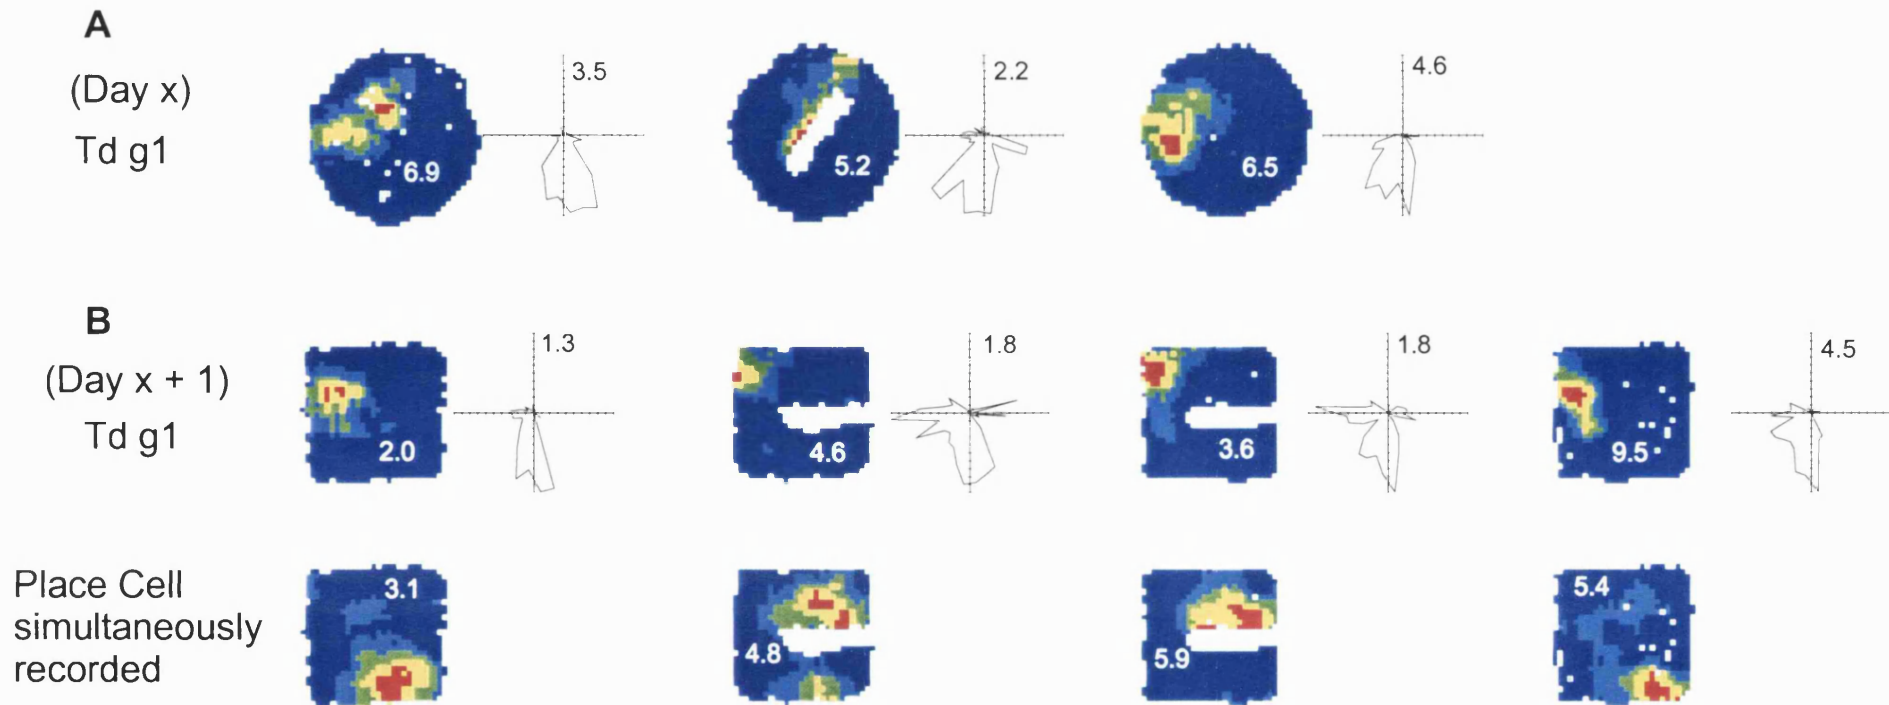 A
(Day x)
Td g1
6.9
3.5
5.2
2.2
6.5
4.6
B
(Day x + 1)
Td g1
2.0
1.3
4.6
1.8
3.6
1.8
9.5
4.5
Place Cell
simultaneously
recorded
3.1
4.8
5.9
5.4